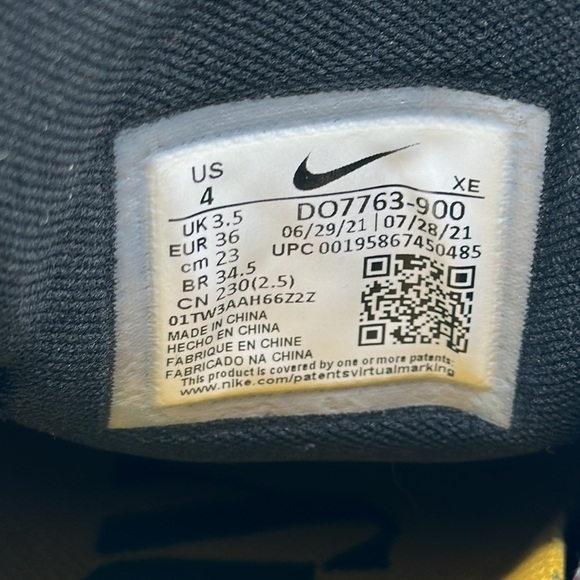 US
4
XE
DO7763-900
UK 3.5
06/29/21 | 07/28/21
EUR 36
UPC 00195867450485
cm 23
BR 34.5
CN 230(2.5)
01TW3AAH66Z2Z
MADE IN CHINA
HECHO EN CHINA
FABRIQUE EN CHINE
FABRICADO NA CHINA
This product is covered by one or more patents:
www.nike.com/patentsvirtualmarking